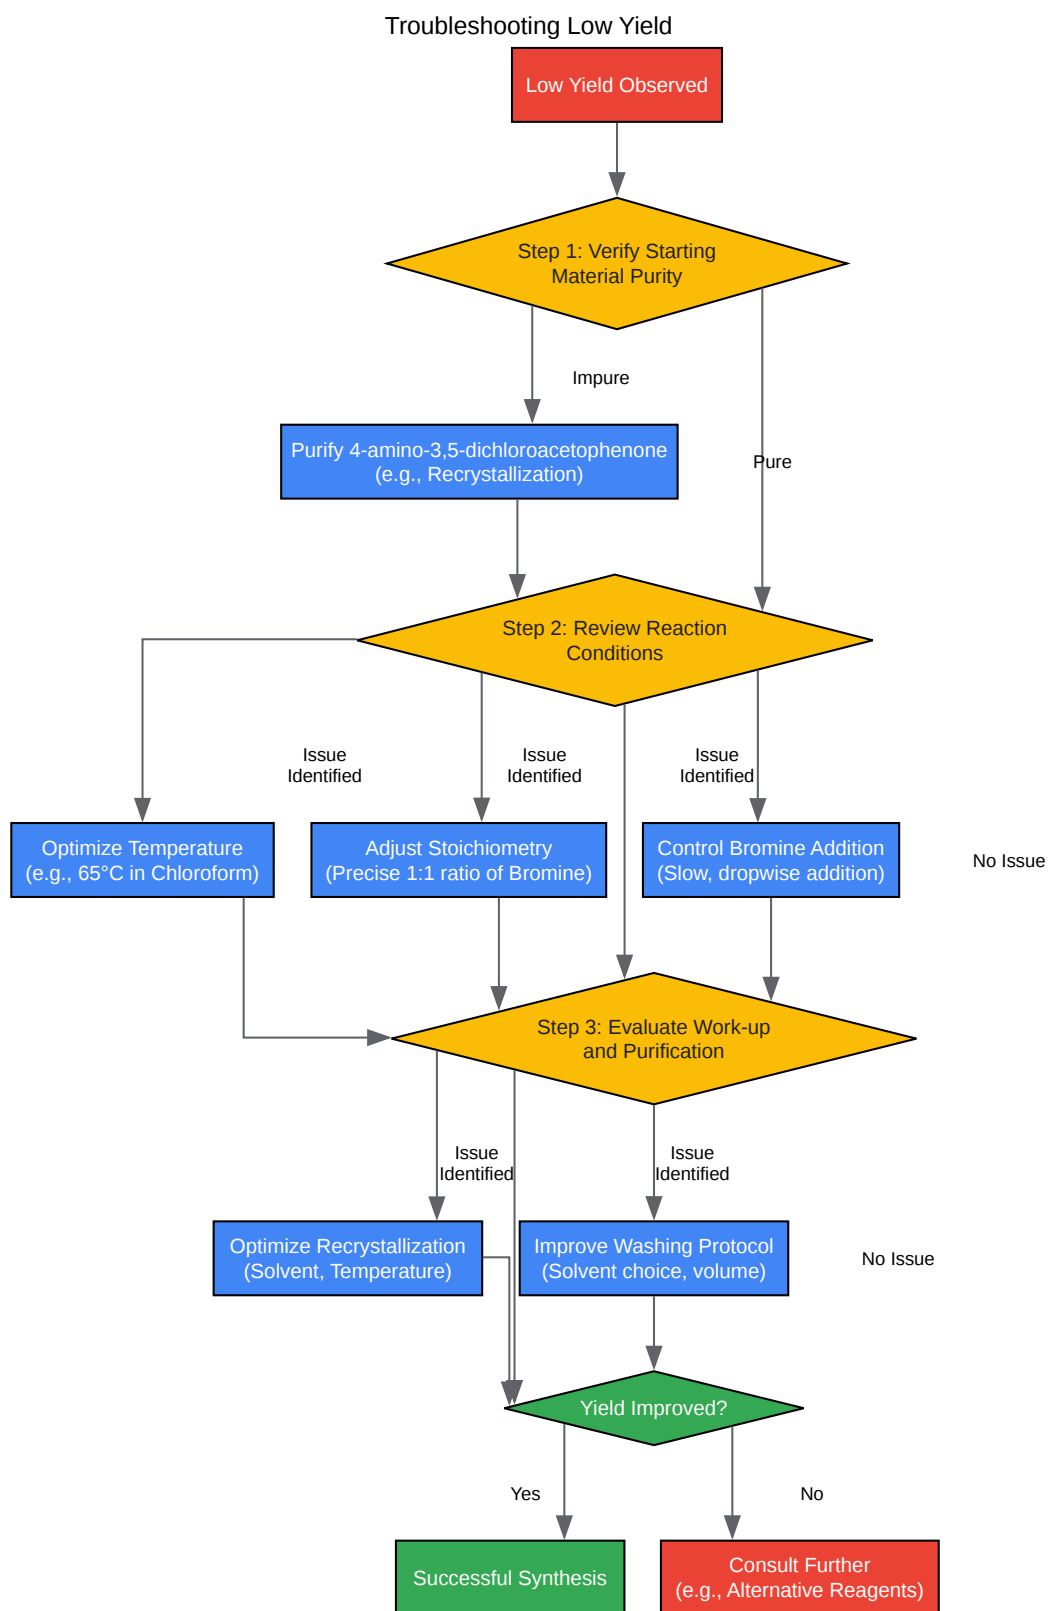 Troubleshooting Low Yield
Low Yield Observed
Step 1: Verify Starting
Material Purity
Impure
Purify 4-amino-3,5-dichloroacetophenone
(e.g., Recrystallization)
Pure
Step 2: Review Reaction
Conditions
Issue
Identified
Issue
Identified
Issue
Identified
Optimize Temperature
(e.g., 65°C in Chloroform)
Adjust Stoichiometry
(Precise 1:1 ratio of Bromine)
Control Bromine Addition
(Slow, dropwise addition)
No Issue
Step 3: Evaluate Work-up
and Purification
Issue
Identified
Issue
Identified
Optimize Recrystallization
(Solvent, Temperature)
Improve Washing Protocol
(Solvent choice, volume)
No Issue
Yield Improved?
Yes
No
Successful Synthesis
Consult Further
(e.g., Alternative Reagents)